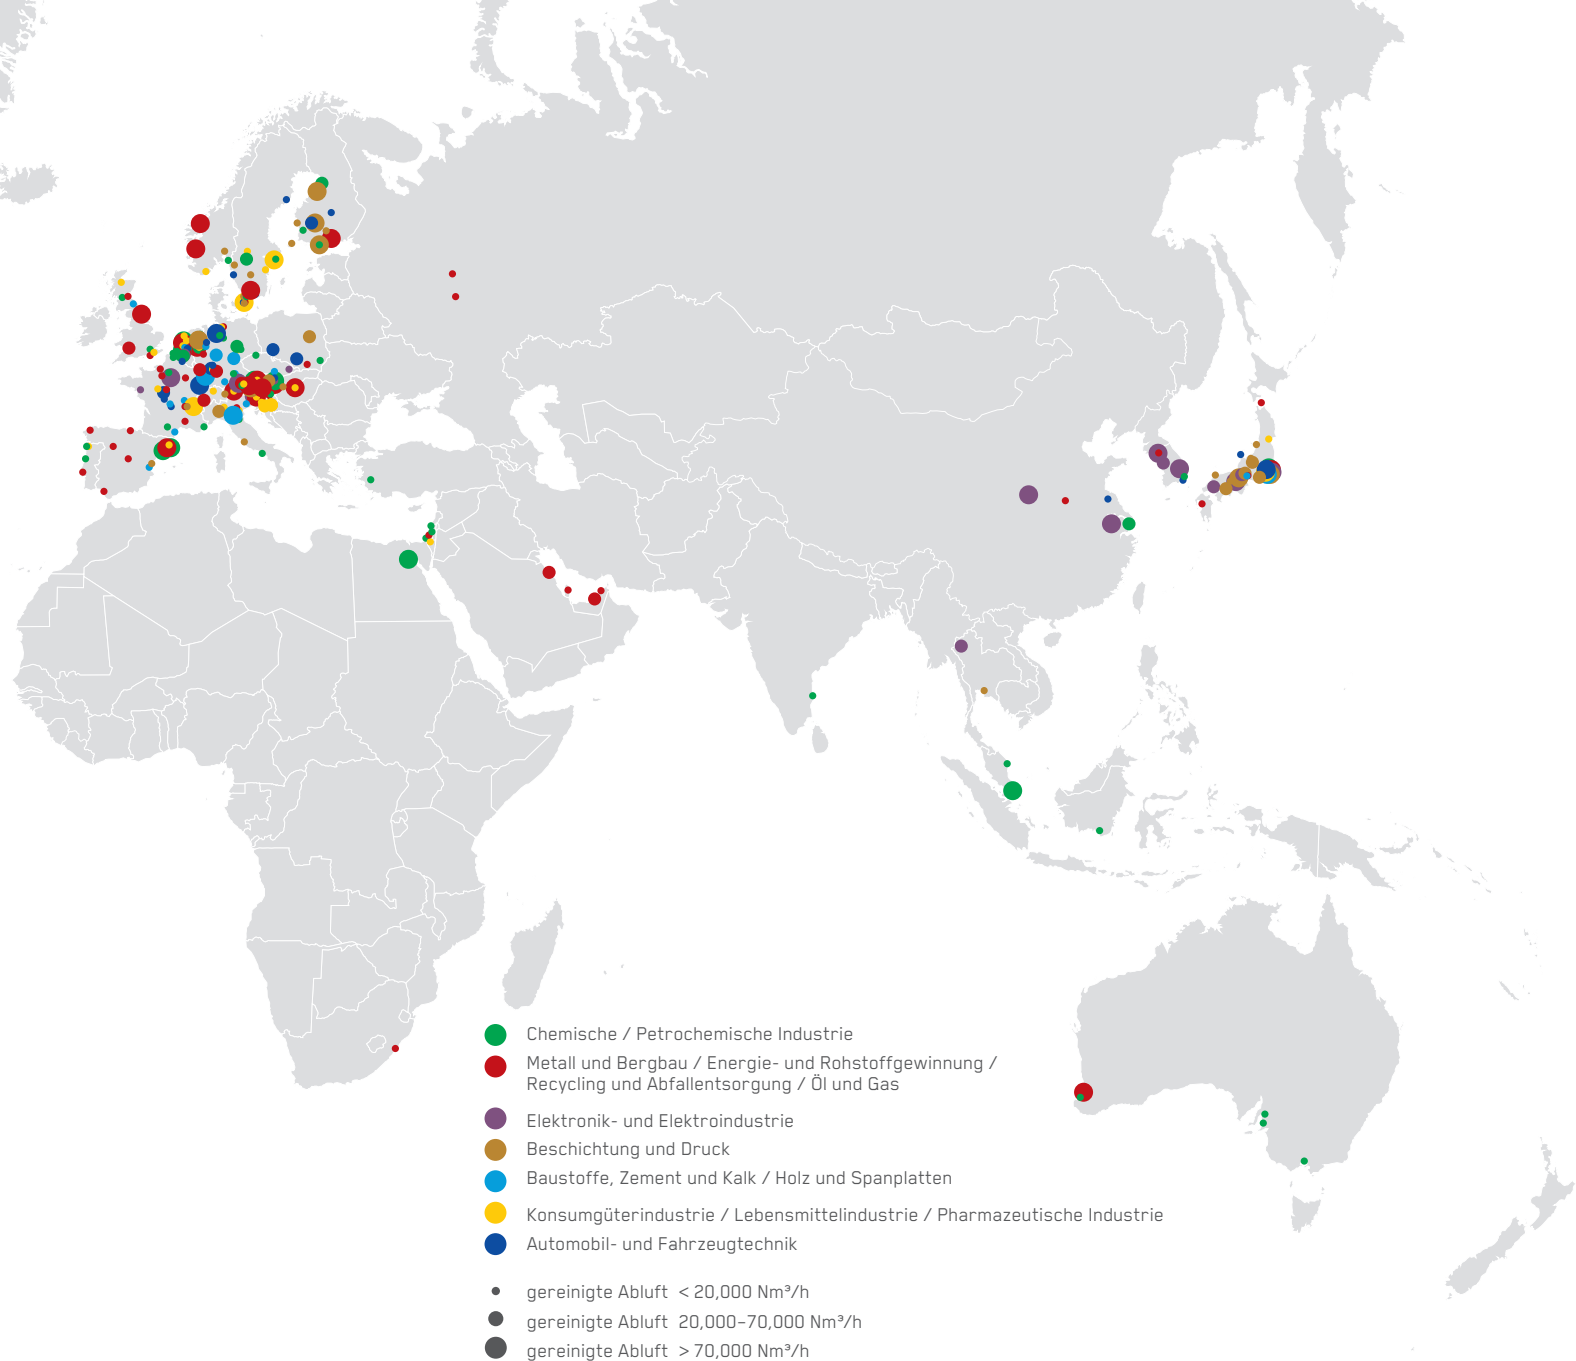 Chemische / Petrochemische Industrie
Metall und Bergbau / Energie- und Rohstoffgewinnung /
Recycling und Abfallentsorgung / Öl und Gas
Elektronik- und Elektroindustrie
Beschichtung und Druck
Baustoffe, Zement und Kalk / Holz und Spanplatten
Konsumgüterindustrie / Lebensmittelindustrie / Pharmazeutische Industrie
Automobil- und Fahrzeugtechnik
gereinigte Abluft < 20,000 Nm³/h
gereinigte Abluft 20,000–70,000 Nm³/h
gereinigte Abluft > 70,000 Nm³/h